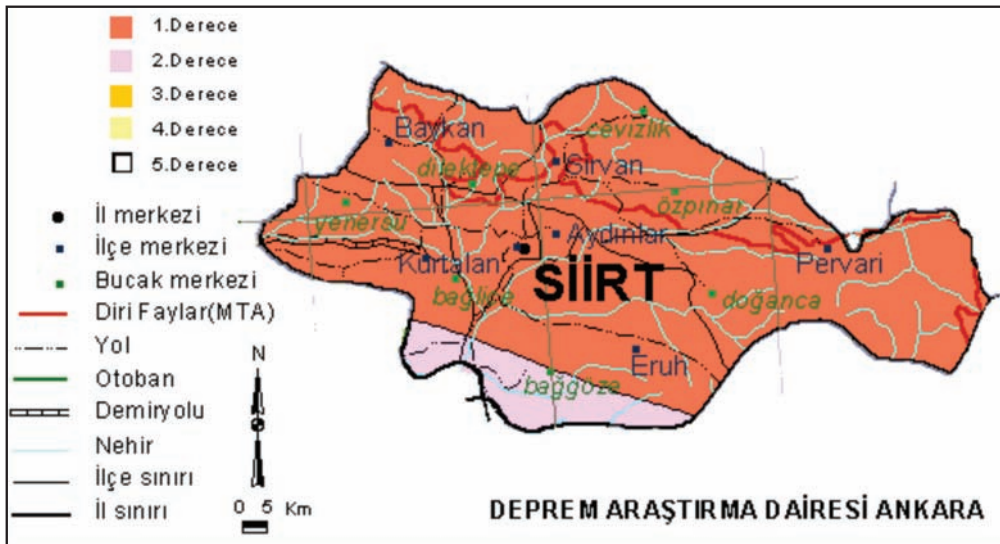 1.Derece
2.Derece
3.Derece
4.Derece
5.Derece
İl merkezi
İlçe merkezi
Bucak merkezi
Diri Faylar(MTA)
Yol
Otoban
Demiryolu
Nehir
İlçe sınırı
İl sınırı
N
0 5 Km
Baykan
cevizlik
Şirvan
dilektepe
özpınar
yenersu
Aydınlar
Kurtalan
Pervari
SİİRT
bağlıca
doğanca
Eruh
bağgöze
DEPREM ARAŞTIRMA DAİRESİ ANKARA